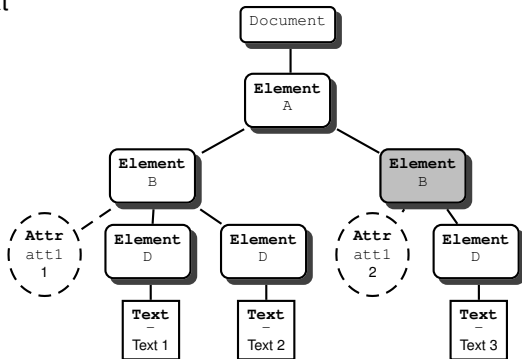 Document
Element
A
Element
B
Element
B
Attr
att1
1
Element
D
Element
D
Attr
att1
2
Element
D
Text
–
Text 1
Text
–
Text 2
Text
–
Text 3